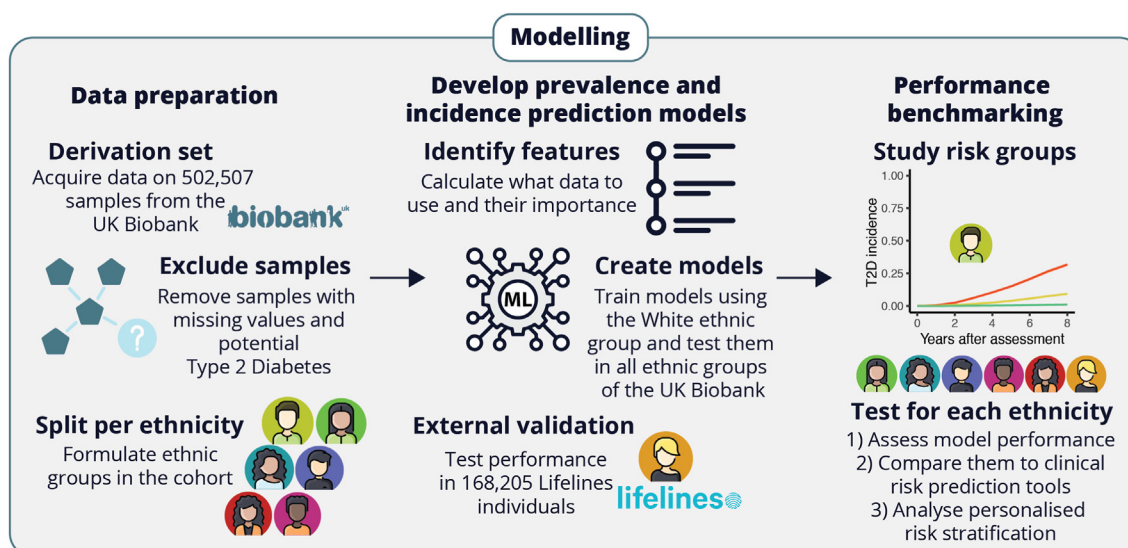 Modelling
Data preparation
Derivation set
Acquire data on 502,507
samples from the
UK Biobank
biobank uk
Exclude samples
Remove samples with
missing values and
potential
Type 2 Diabetes
?
Split per ethnicity
Formulate ethnic
groups in the cohort
Develop prevalence and
incidence prediction models
Identify features
Calculate what data to
use and their importance
ML
Create models
Train models using
the White ethnic
group and test them
in all ethnic groups
of the UK Biobank
External validation
Test performance
in 168,205 Lifelines
individuals
lifelines
Performance
benchmarking
Study risk groups
T2D incidence
1.00
0.75
0.50
0.25
0.00
0 2 4 6 8
Years after assessment
Test for each ethnicity
1) Assess model performance
2) Compare them to clinical
risk prediction tools
3) Analyse personalised
risk stratification